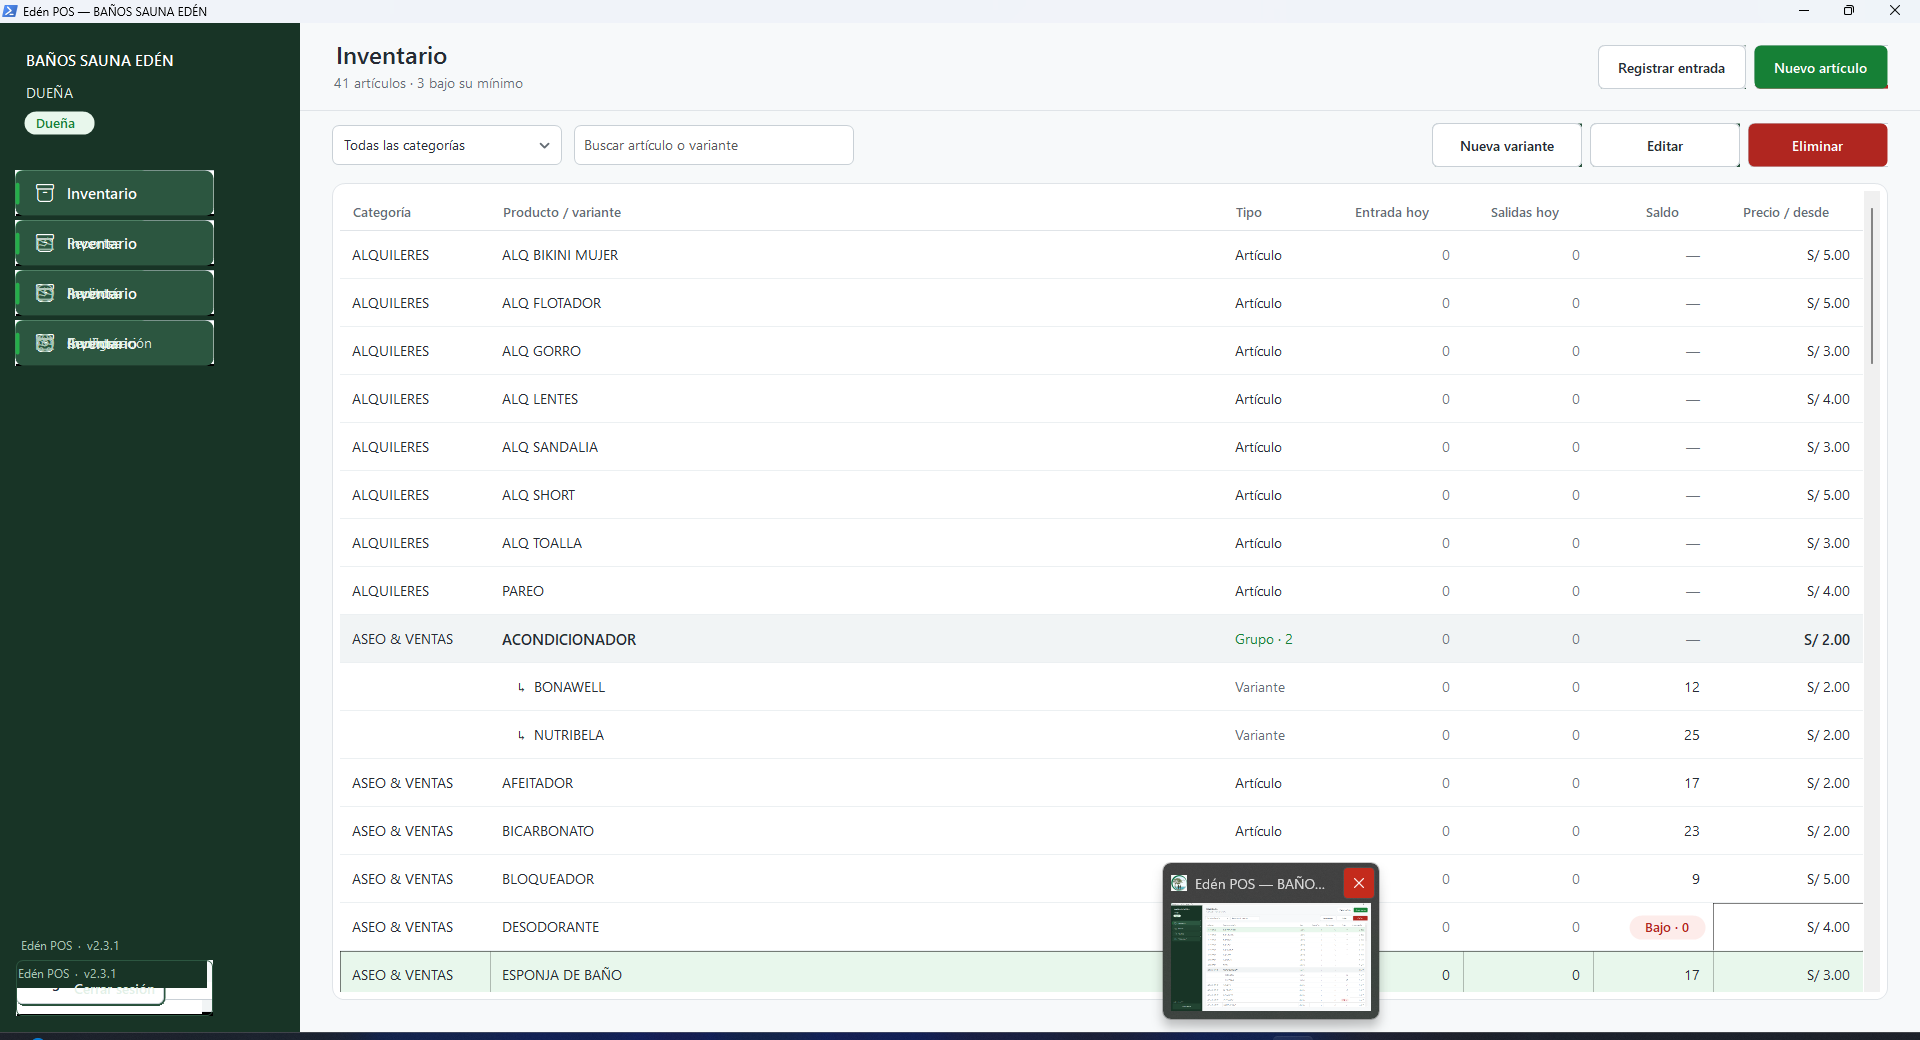 Edén POS — BAÑOS SAUNA EDÉN
BAÑOS SAUNA EDÉN
DUEÑA
Dueña
Inventario
Inventario
Inventario
Inventario
Edén POS · v2.3.1
Edén POS · v2.3.1
Cerrar sesión
Inventario
41 artículos · 3 bajo su mínimo
Registrar entrada
Nuevo artículo
Todas las categorías
Buscar artículo o variante
Nueva variante
Editar
Eliminar
Categoría Producto / variante Tipo Entrada hoy Salidas hoy Saldo Precio / desde
ALQUILERES ALQ BIKINI MUJER Artículo 0 0 — S/ 5.00
ALQUILERES ALQ FLOTADOR Artículo 0 0 — S/ 5.00
ALQUILERES ALQ GORRO Artículo 0 0 — S/ 3.00
ALQUILERES ALQ LENTES Artículo 0 0 — S/ 4.00
ALQUILERES ALQ SANDALIA Artículo 0 0 — S/ 3.00
ALQUILERES ALQ SHORT Artículo 0 0 — S/ 5.00
ALQUILERES ALQ TOALLA Artículo 0 0 — S/ 3.00
ALQUILERES PAREO Artículo 0 0 — S/ 4.00
ASEO & VENTAS ACONDICIONADOR Grupo · 2 0 0 — S/ 2.00
↳ BONAWELL Variante 0 0 12 S/ 2.00
↳ NUTRIBELA Variante 0 0 25 S/ 2.00
ASEO & VENTAS AFEITADOR Artículo 0 0 17 S/ 2.00
ASEO & VENTAS BICARBONATO Artículo 0 0 23 S/ 2.00
ASEO & VENTAS BLOQUEADOR 0 0 9 S/ 5.00
ASEO & VENTAS DESODORANTE 0 0 Bajo · 0 S/ 4.00
ASEO & VENTAS ESPONJA DE BAÑO 0 0 17 S/ 3.00
Edén POS — BAÑO...